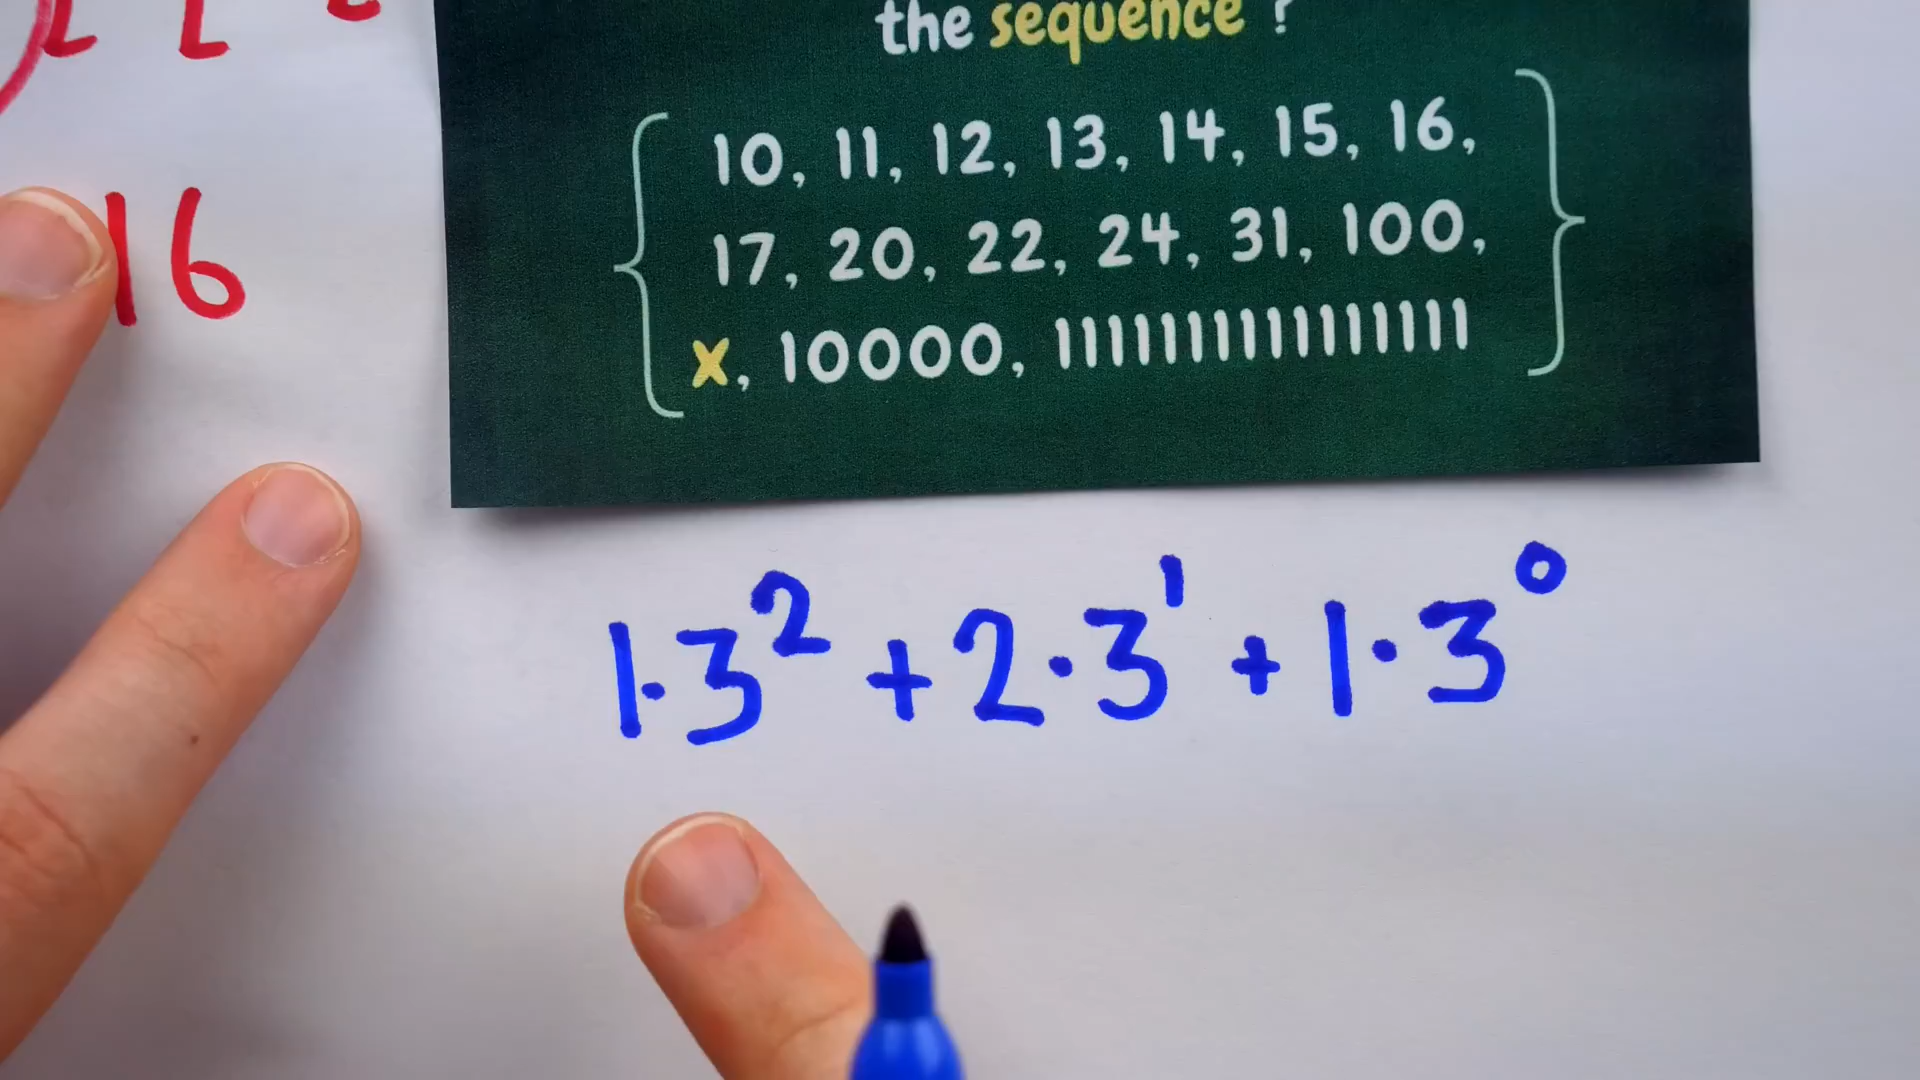 the sequence ?
10, 11, 12, 13, 14, 15, 16,
17, 20, 22, 24, 31, 100,
x, 10000, 1111111111111111
16
1·3² + 2·3¹ + 1·3⁰